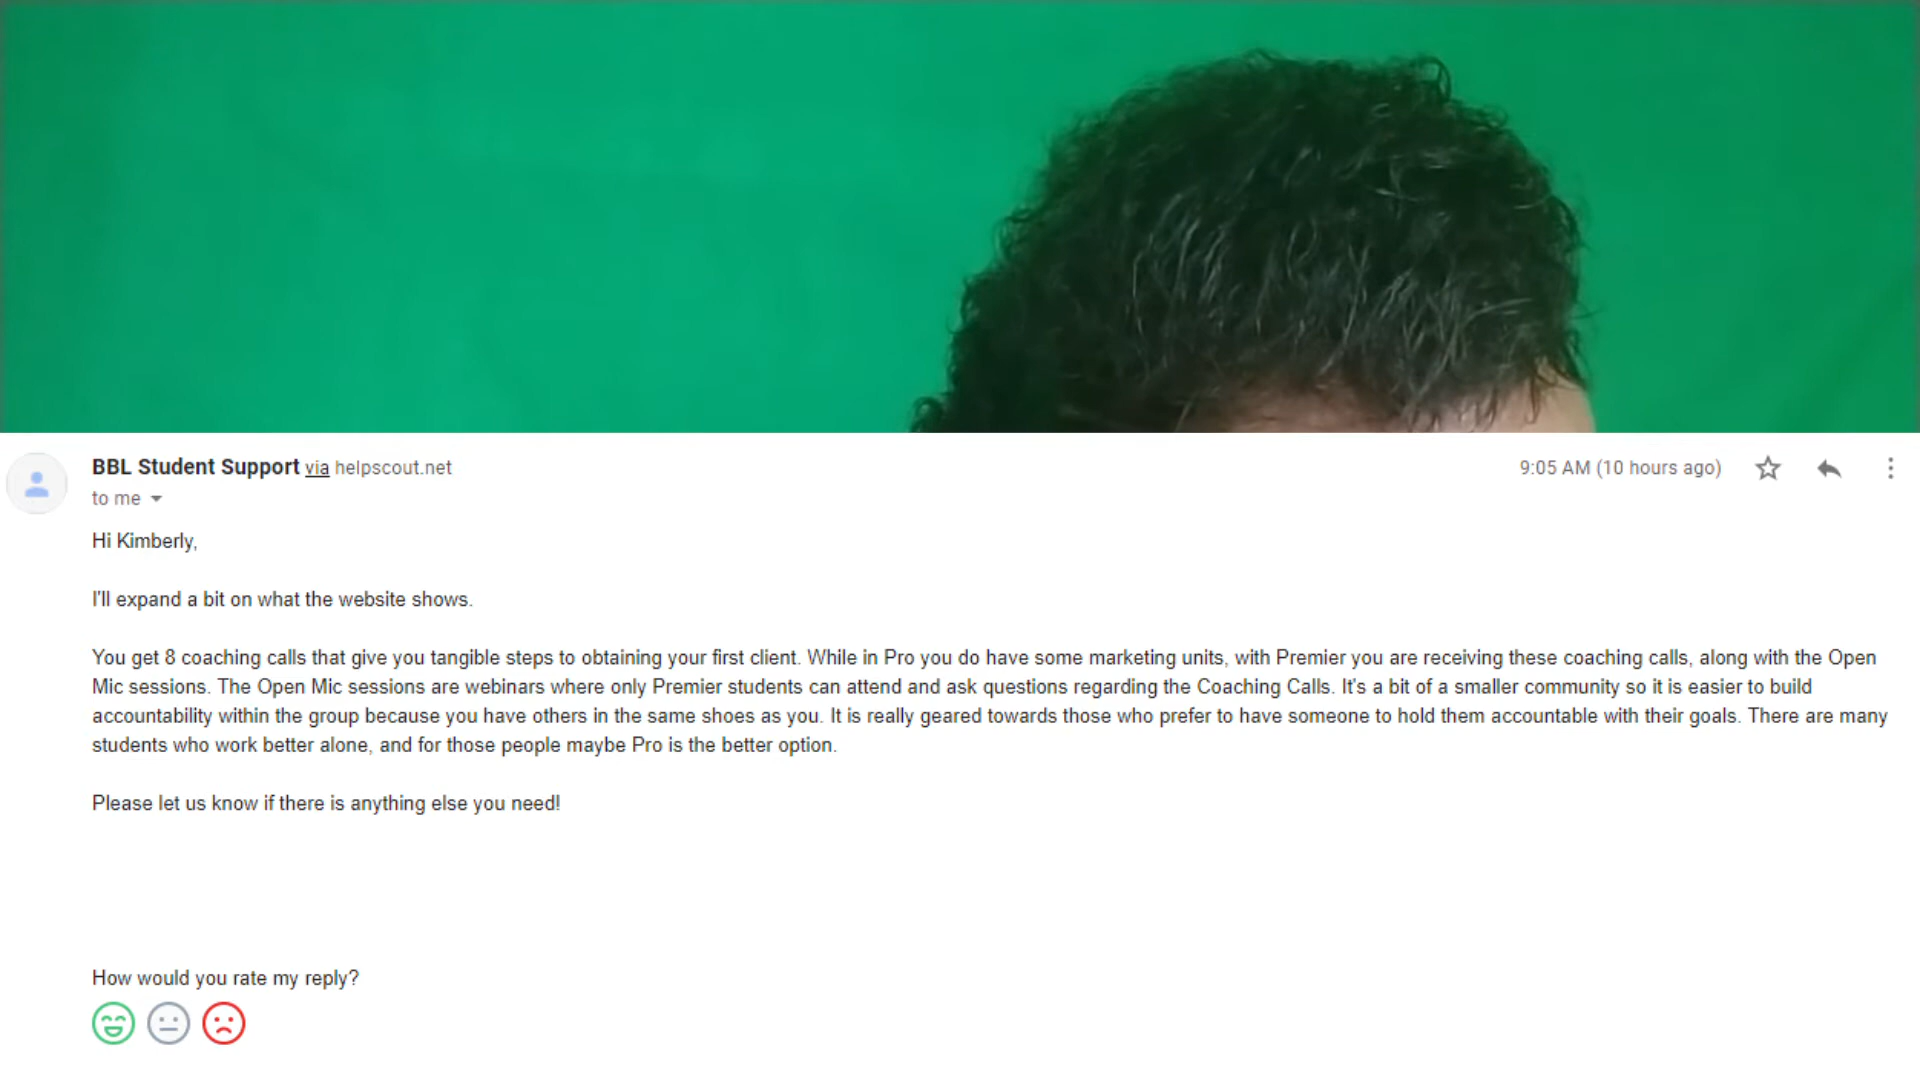 BBL Student Support via helpscout.net
9:05 AM (10 hours ago)
to me
Hi Kimberly,
I'll expand a bit on what the website shows.
You get 8 coaching calls that give you tangible steps to obtaining your first client. While in Pro you do have some marketing units, with Premier you are receiving these coaching calls, along with the Open
Mic sessions. The Open Mic sessions are webinars where only Premier students can attend and ask questions regarding the Coaching Calls. It's a bit of a smaller community so it is easier to build
accountability within the group because you have others in the same shoes as you. It is really geared towards those who prefer to have someone to hold them accountable with their goals. There are many
students who work better alone, and for those people maybe Pro is the better option.
Please let us know if there is anything else you need!
How would you rate my reply?